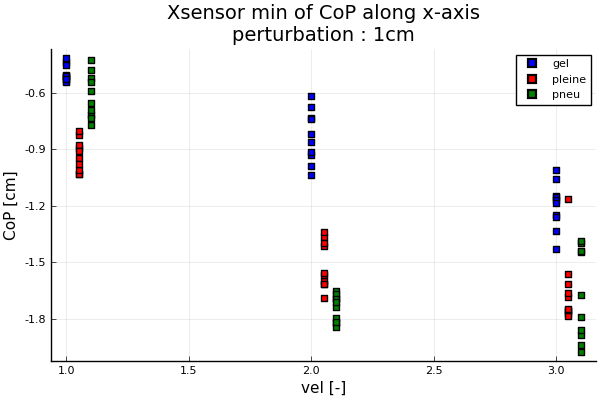 Xsensor min of CoP along x-axis
perturbation : 1cm
gel
pleine
pneu
CoP [cm]
-0.6
-0.9
-1.2
-1.5
-1.8
1.0 1.5 2.0 2.5 3.0
vel [-]